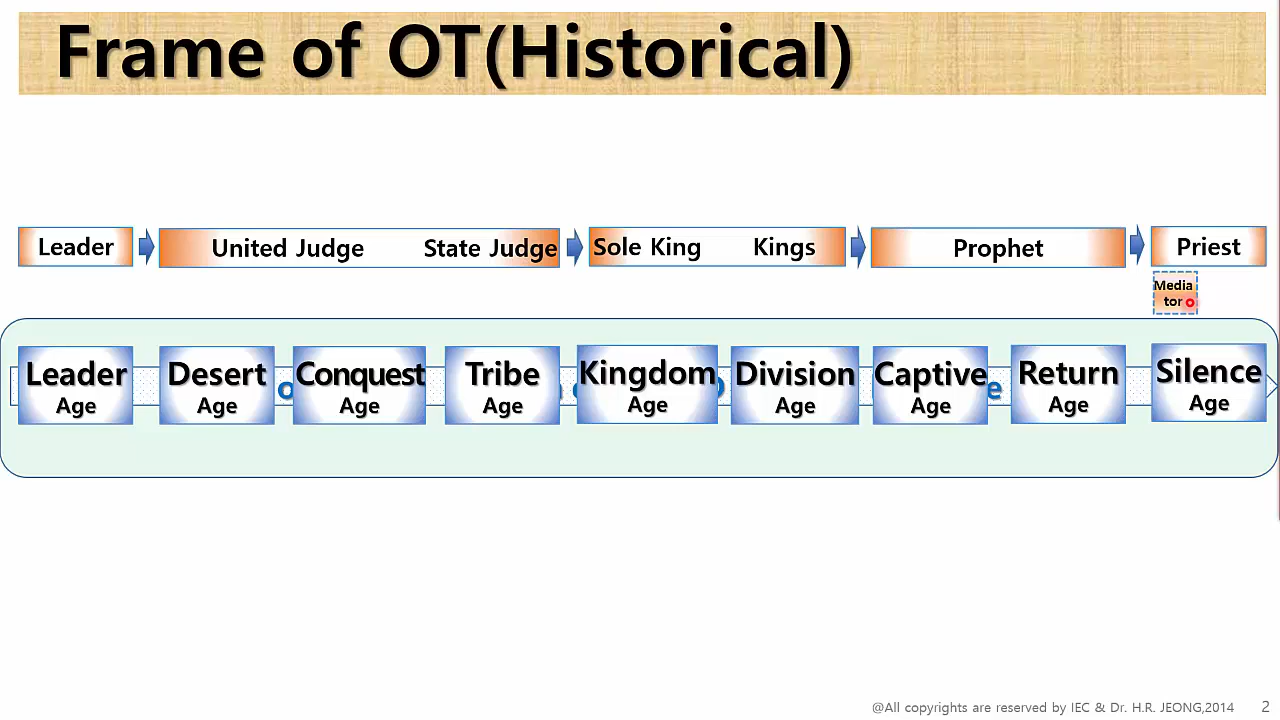 Frame of OT(Historical)
Leader United Judge State Judge Sole King Kings Prophet Priest
Media
tor
Leader Desert Conquest Tribe Kingdom Division Captive Return Silence
Age Age Age Age Age Age Age Age Age
@All copyrights are reserved by IEC & Dr. H.R. JEONG,2014 2